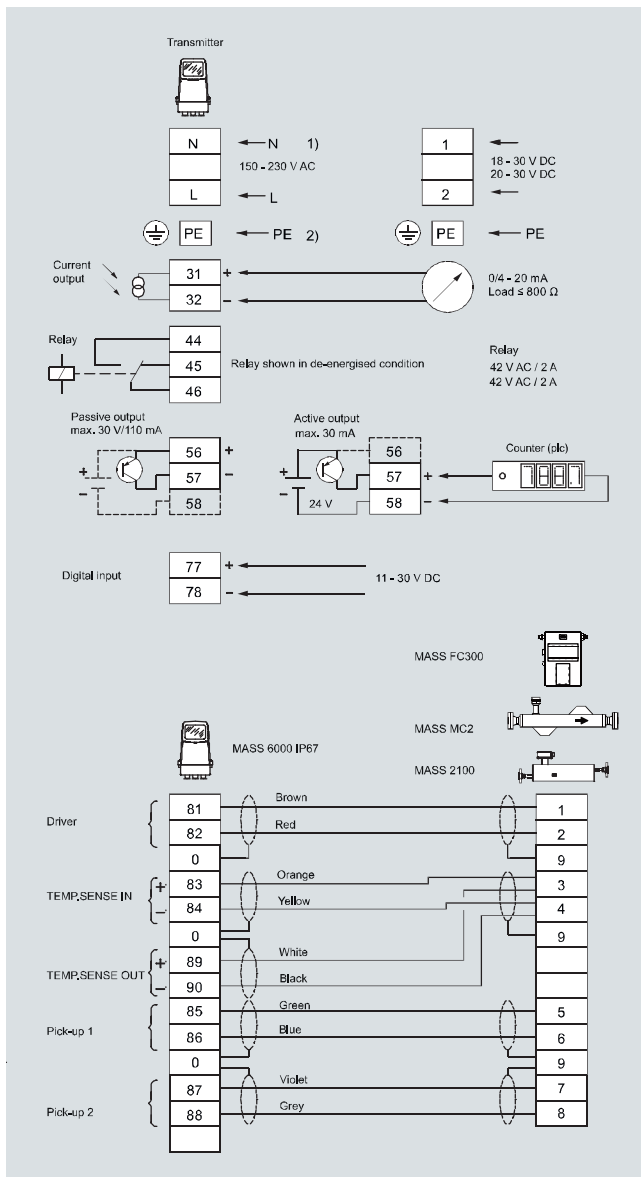 Transmitter
N N 1) 1
150 - 230 V AC 18 - 30 V DC
20 - 30 V DC
L L 2
PE PE 2) PE PE
Current
output
31 +
32 -
0/4 - 20 mA
Load ≤ 800 Ω
Relay
44
45
46
Relay shown in de-energised condition
Relay
42 V AC / 2 A
42 V AC / 2 A
Passive output
max. 30 V/110 mA
+
-
56 +
57 -
58
Active output
max. 30 mA
+
-
24 V
56
57 +
58 -
Counter (plc)
Digital input
77 +
78 -
11 - 30 V DC
MASS FC300
MASS MC2
MASS 6000 IP67
MASS 2100
Driver
81 Brown 1
82 Red 2
0 9
TEMP.SENSE IN
+ 83 Orange 3
- 84 Yellow 4
0 9
TEMP.SENSE OUT
+ 89 White
- 90 Black
Pick-up 1
85 Green 5
86 Blue 6
0 9
Pick-up 2
87 Violet 7
88 Grey 8